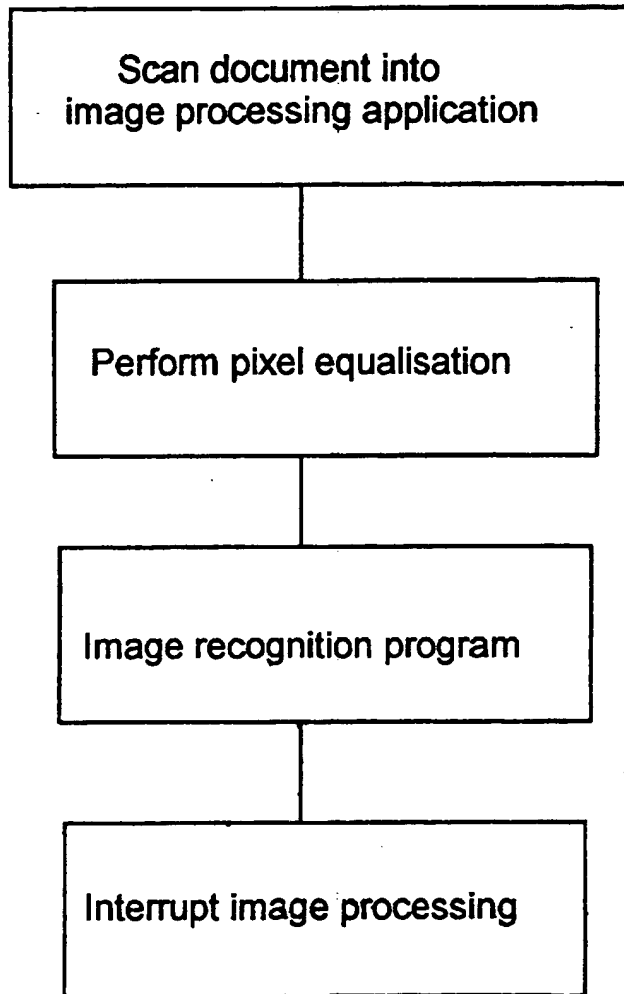 Scan document into
image processing application
Perform pixel equalisation
Image recognition program
Interrupt image processing